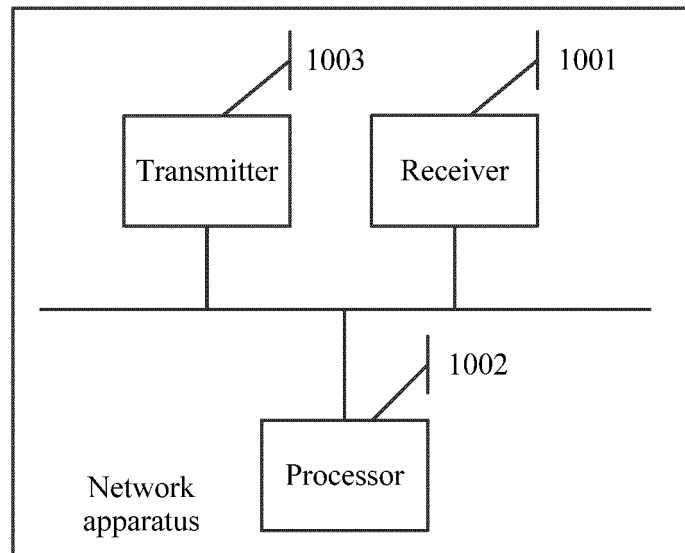 1003
1001
Transmitter
Receiver
1002
Processor
Network
apparatus